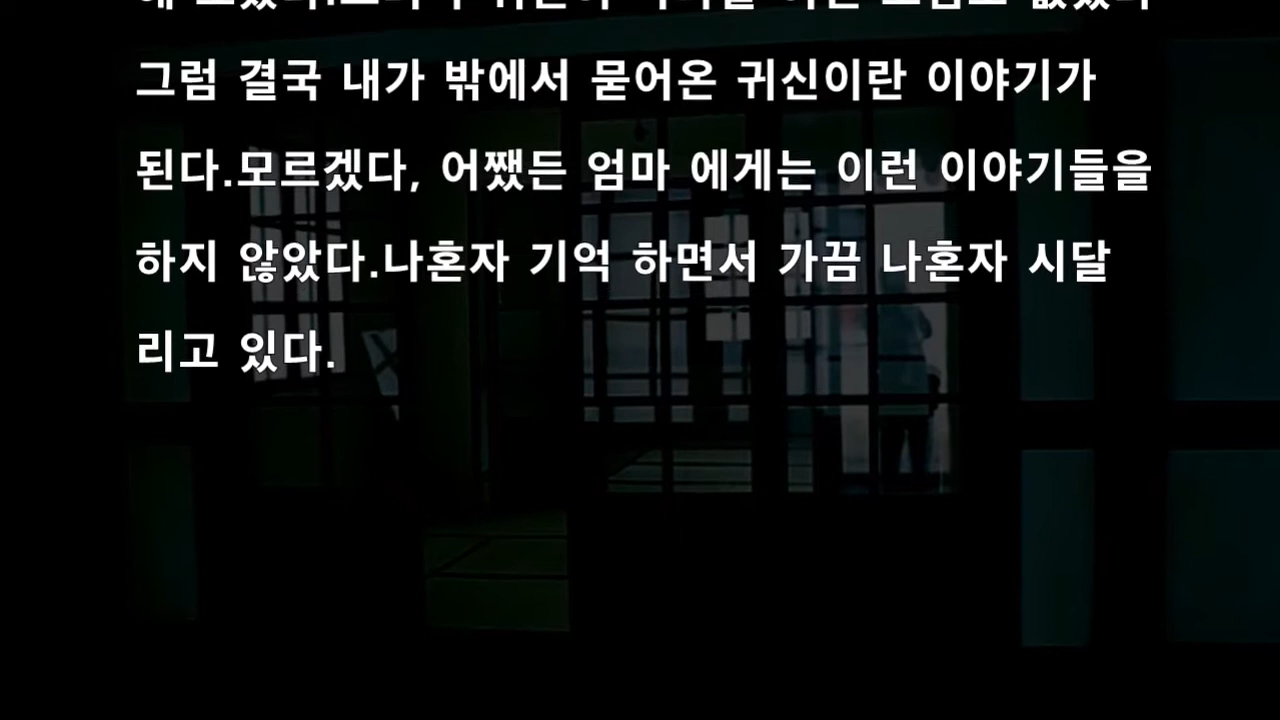 그럼 결국 내가 밖에서 묻어온 귀신이란 이야기가
된다.모르겠다, 어쨌든 엄마 에게는 이런 이야기들을
하지 않았다.나혼자 기억 하면서 가끔 나혼자 시달
리고 있다.